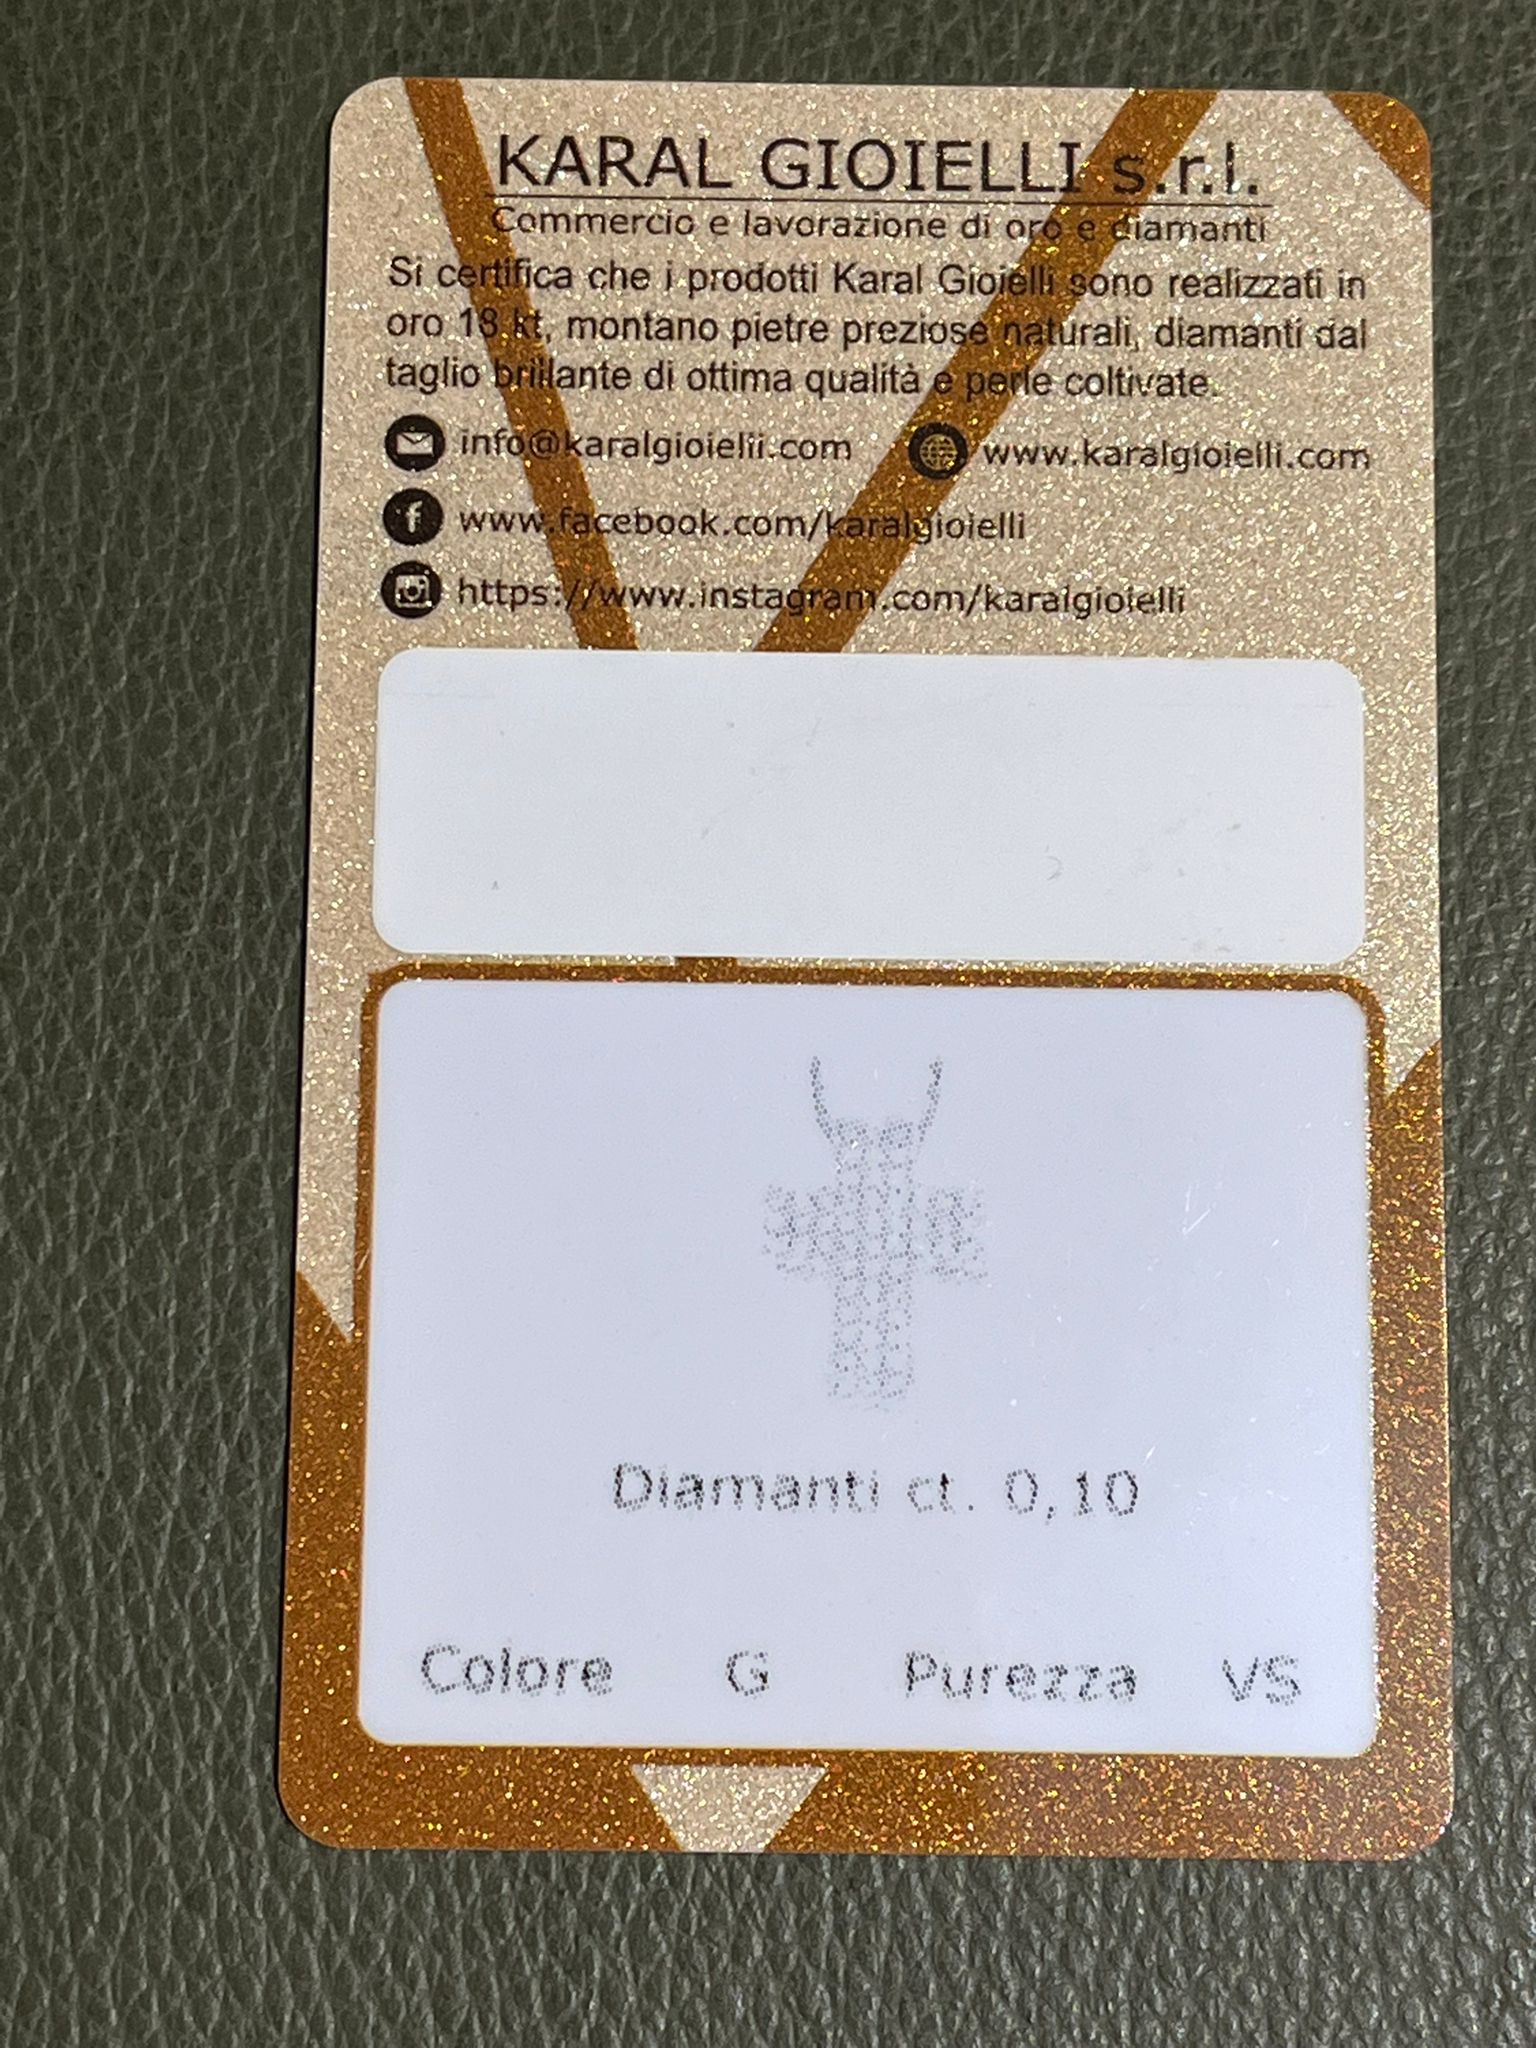 KARAL GIOIELLI s.r.l.
Commercio e lavorazione di oro e diamanti
Si certifica che i prodotti Karal Gioielli sono realizzati in
oro 18 kt, montano pietre preziose naturali, diamanti dal
taglio brillante di ottima qualità e perle coltivate.
info@karalgioielii.com www.karalgioielli.com
www.facebook.com/karalgioielli
https://www.instagram.com/karalgioielli
Diamanti ct. 0,10
Colore G Purezza VS